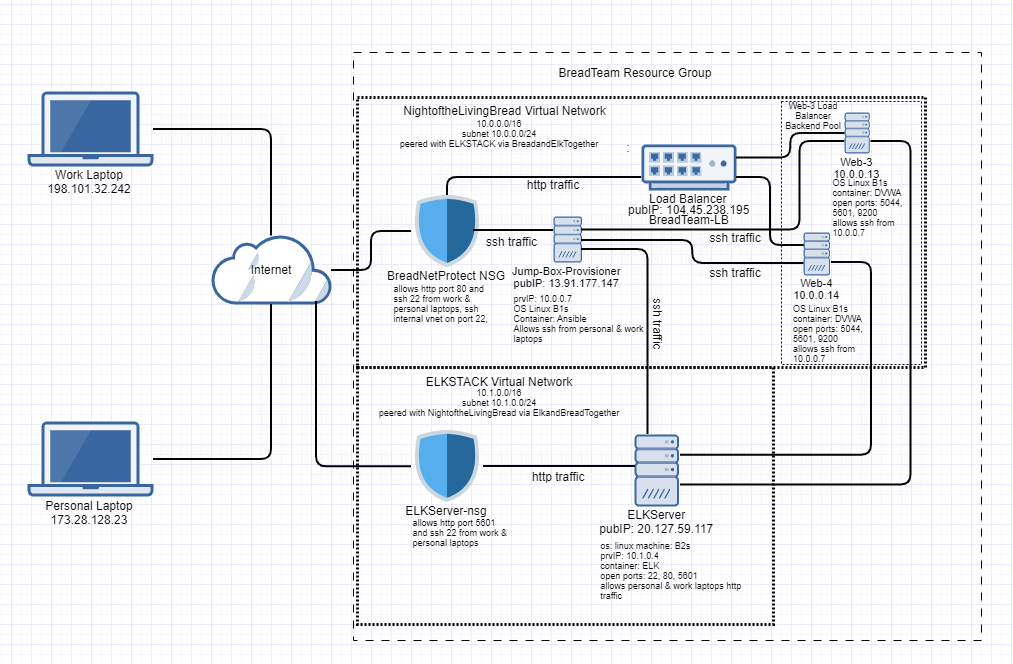 BreadTeam Resource Group
NightoftheLivingBread Virtual Network
10.0.0.0/16
subnet 10.0.0.0/24
peered with ELKSTACK via BreadandElkTogether
Web-3 Load
Balancer
Backend Pool
Work Laptop
198.101.32.242
Internet
http traffic
:
Load Balancer
pubIP: 104.45.238.195
BreadTeam-LB
Web-3
10.0.0.13
OS Linux B1s
container: DVWA
open ports: 5044,
5601, 9200
allows ssh from
10.0.0.7
ssh traffic
ssh traffic
ssh traffic
ssh traffic
BreadNetProtect NSG
allows http port 80 and
ssh 22 from work &
personal laptops, ssh
internal vnet on port 22,
Jump-Box-Provisioner
pubIP: 13.91.177.147
prvIP: 10.0.0.7
OS Linux B1s
Container: Ansible
Allows ssh from personal & work
laptops
Web-4
10.0.0.14
OS Linux B1s
container: DVWA
open ports: 5044,
5601, 9200
allows ssh from
10.0.0.7
ELKSTACK Virtual Network
10.1.0.0/16
subnet 10.1.0.0/24
peered with NightoftheLivingBread via ElkandBreadTogether
Personal Laptop
173.28.128.23
http traffic
ELKServer-nsg
allows http port 5601
and ssh 22 from work &
personal laptops
ELKServer
pubIP: 20.127.59.117
os: linux machine: B2s
prvIP: 10.1.0.4
container: ELK
open ports: 22, 80, 5601
allows personal & work laptops http
traffic